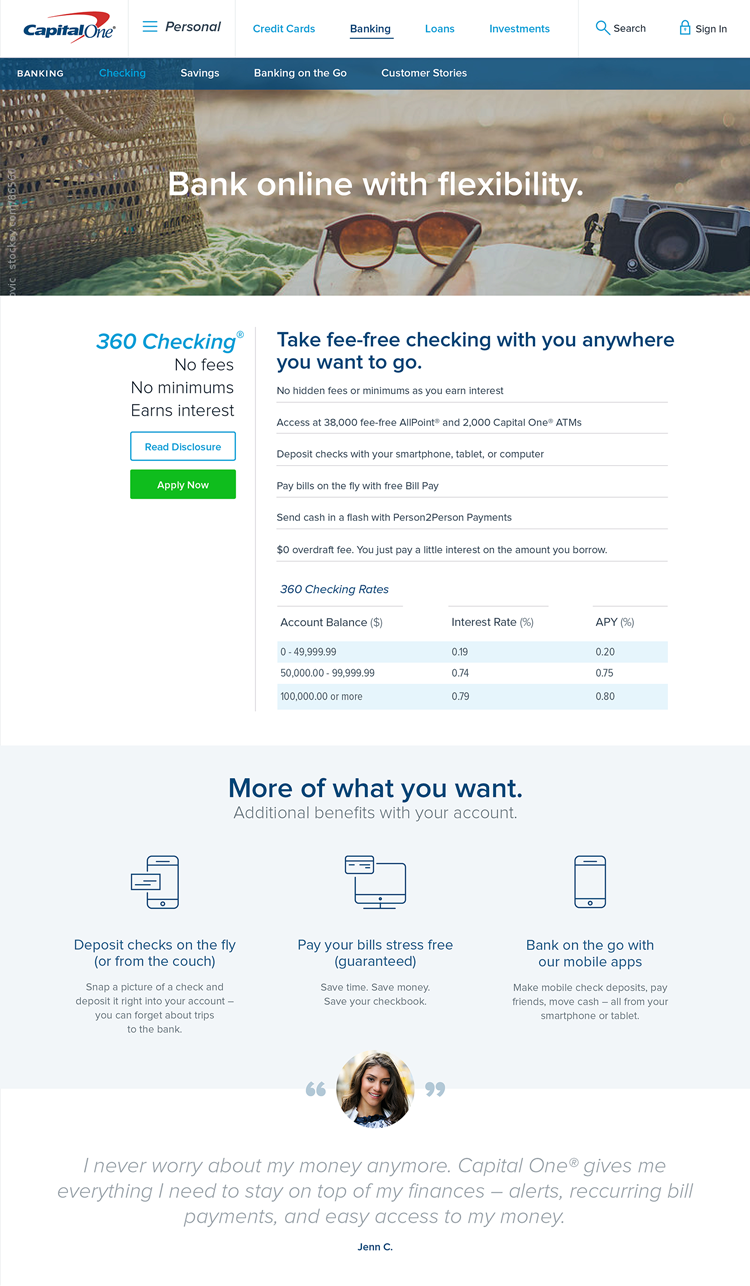 CapitalOne®
Personal
Credit Cards
Banking
Loans
Investments
Search
Sign In
BANKING
Checking
Savings
Banking on the Go
Customer Stories
Bank online with flexibility.
360 Checking®
No fees
No minimums
Earns interest
Read Disclosure
Apply Now
Take fee-free checking with you anywhere
you want to go.
No hidden fees or minimums as you earn interest
Access at 38,000 fee-free AllPoint® and 2,000 Capital One® ATMs
Deposit checks with your smartphone, tablet, or computer
Pay bills on the fly with free Bill Pay
Send cash in a flash with Person2Person Payments
$0 overdraft fee. You just pay a little interest on the amount you borrow.
360 Checking Rates
Account Balance ($) Interest Rate (%) APY (%)
0 - 49,999.99 0.19 0.20
50,000.00 - 99,999.99 0.74 0.75
100,000.00 or more 0.79 0.80
More of what you want.
Additional benefits with your account.
Deposit checks on the fly
(or from the couch)
Snap a picture of a check and
deposit it right into your account –
you can forget about trips
to the bank.
Pay your bills stress free
(guaranteed)
Save time. Save money.
Save your checkbook.
Bank on the go with
our mobile apps
Make mobile check deposits, pay
friends, move cash – all from your
smartphone or tablet.
“ ”
I never worry about my money anymore. Capital One® gives me
everything I need to stay on top of my finances – alerts, reccurring bill
payments, and easy access to my money.
Jenn C.